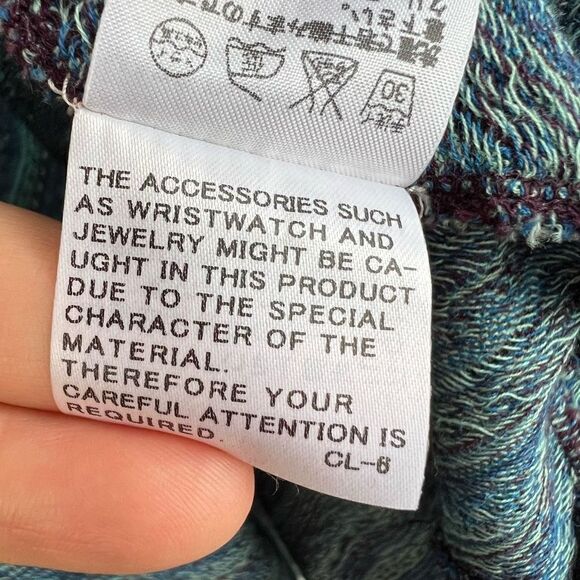 THE ACCESSORIES SUCH
AS WRISTWATCH AND
JEWELRY MIGHT BE CA-
UGHT IN THIS PRODUCT
DUE TO THE SPECIAL
CHARACTER OF THE
MATERIAL.
THEREFORE YOUR
CAREFUL ATTENTION IS
REQUIRED.
CL-6
30